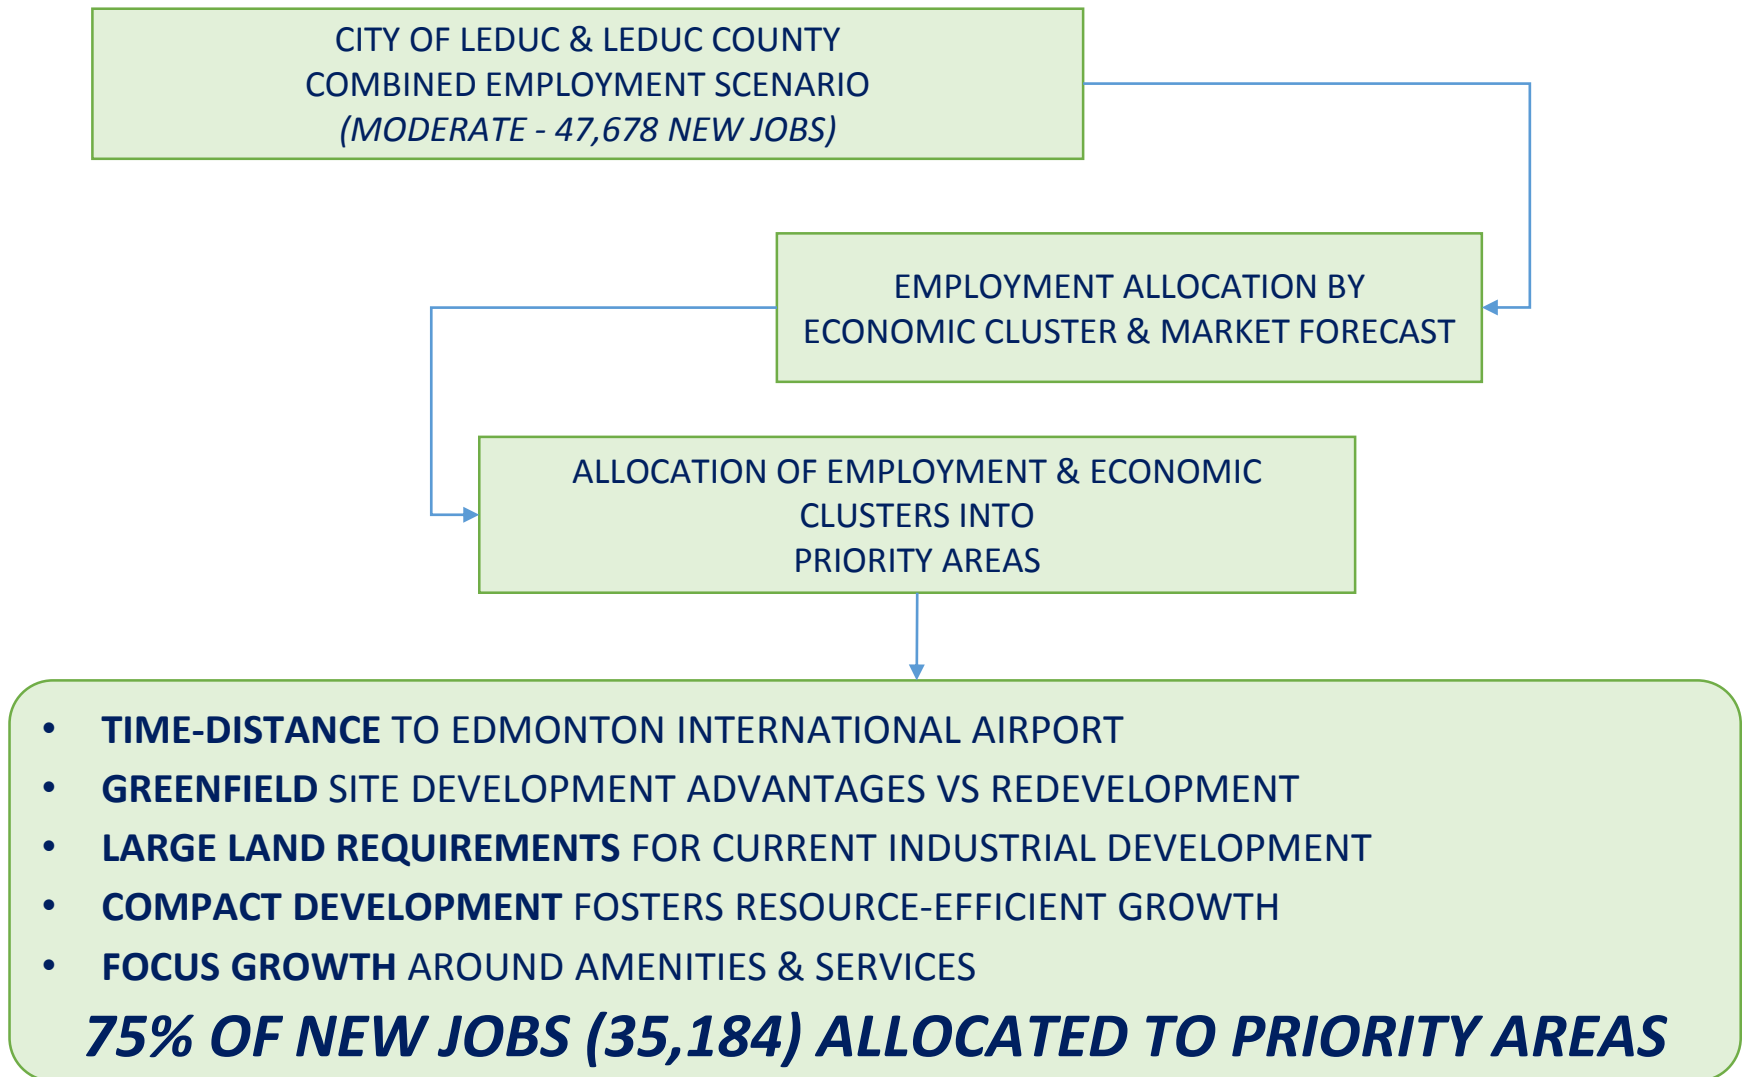 CITY OF LEDUC & LEDUC COUNTY
COMBINED EMPLOYMENT SCENARIO
(MODERATE - 47,678 NEW JOBS)
EMPLOYMENT ALLOCATION BY
ECONOMIC CLUSTER & MARKET FORECAST
ALLOCATION OF EMPLOYMENT & ECONOMIC
CLUSTERS INTO
PRIORITY AREAS
• TIME-DISTANCE TO EDMONTON INTERNATIONAL AIRPORT
• GREENFIELD SITE DEVELOPMENT ADVANTAGES VS REDEVELOPMENT
• LARGE LAND REQUIREMENTS FOR CURRENT INDUSTRIAL DEVELOPMENT
• COMPACT DEVELOPMENT FOSTERS RESOURCE-EFFICIENT GROWTH
• FOCUS GROWTH AROUND AMENITIES & SERVICES
75% OF NEW JOBS (35,184) ALLOCATED TO PRIORITY AREAS